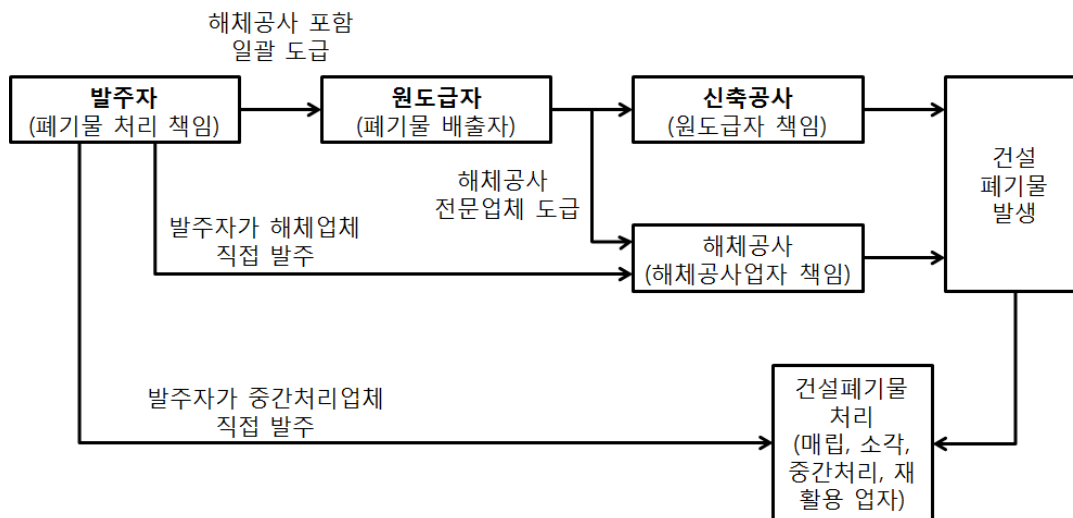 해체공사 포함
일괄 도급
발주자
(폐기물 처리 책임)
원도급자
(폐기물 배출자)
신축공사
(원도급자 책임)
건설
폐기물
발생
해체공사
전문업체 도급
발주자가 해체업체
직접 발주
해체공사
(해체공사업자 책임)
발주자가 중간처리업체
직접 발주
건설폐기물
처리
(매립, 소각,
중간처리, 재
활용 업자)